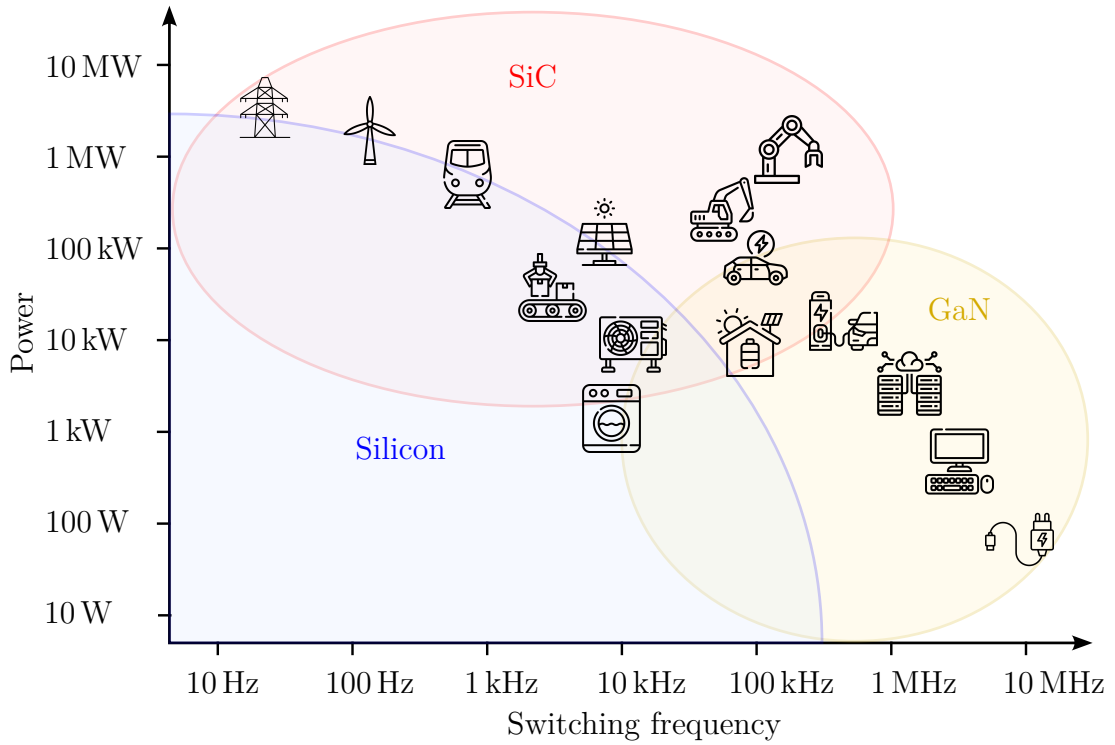 10 MW
1 MW
100 kW
10 kW
1 kW
100 W
10 W
Power
SiC
GaN
Silicon
10 Hz
100 Hz
1 kHz
10 kHz
100 kHz
1 MHz
10 MHz
Switching frequency